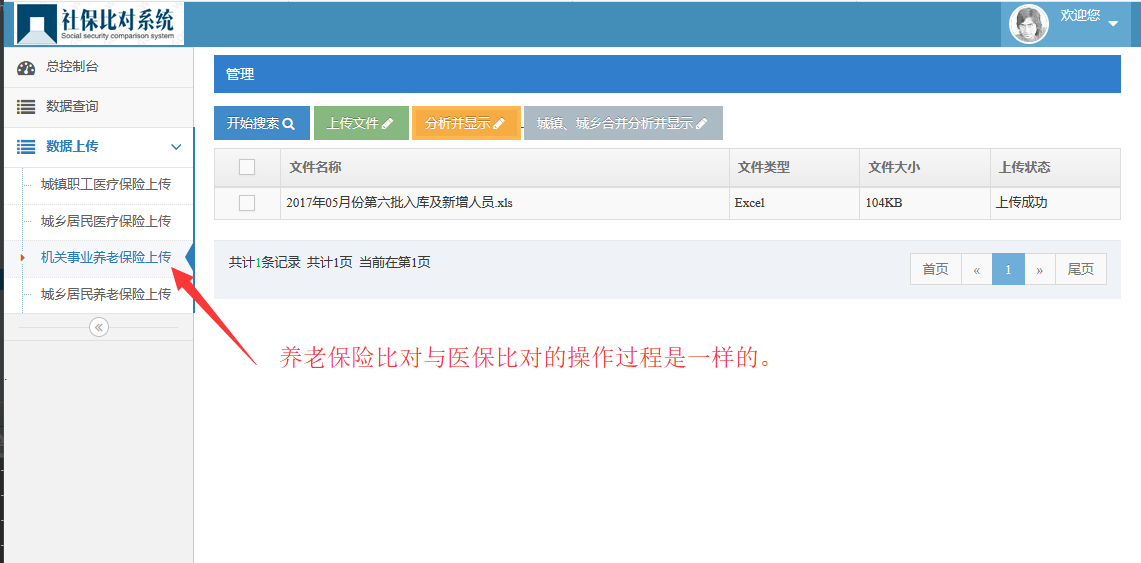 社保比对系统
Social security comparison system
欢迎您
总控制台
数据查询
数据上传
城镇职工医疗保险上传
城乡居民医疗保险上传
机关事业养老保险上传
城乡居民养老保险上传
管理
开始搜索 上传文件 分析并显示 城镇、城乡合并分析并显示
文件名称 文件类型 文件大小 上传状态
2017年05月份第六批入库及新增人员.xls Excel 104KB 上传成功
共计1条记录 共计1页 当前在第1页
首页 « 1 » 尾页
养老保险比对与医保比对的操作过程是一样的。